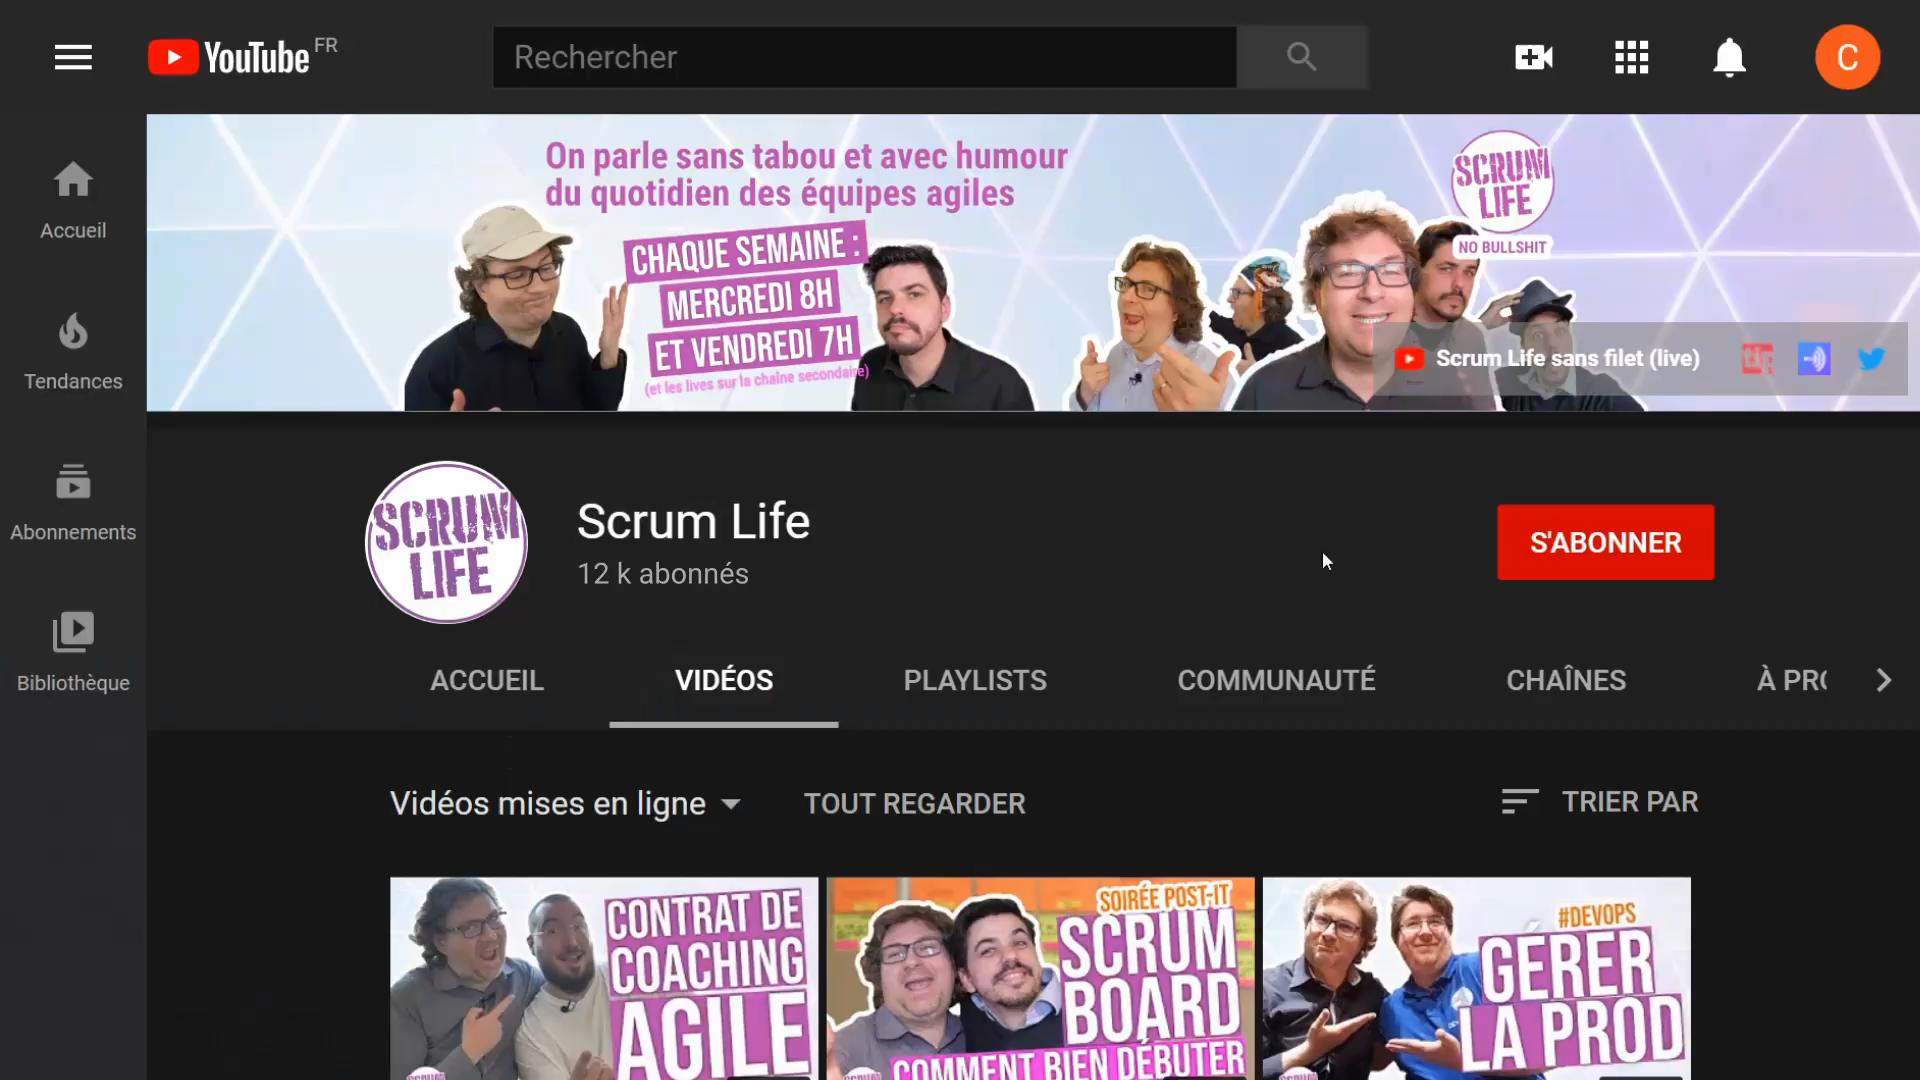 YouTube FR
Rechercher
C
On parle sans tabou et avec humour
du quotidien des équipes agiles
CHAQUE SEMAINE :
MERCREDI 8H
ET VENDREDI 7H
(et les lives sur la chaîne secondaire)
SCRUM
LIFE
NO BULLSHIT
Scrum Life sans filet (live)
Accueil
Tendances
Abonnements
Bibliothèque
SCRUM
LIFE
Scrum Life
12 k abonnés
S'ABONNER
ACCUEIL
VIDÉOS
PLAYLISTS
COMMUNAUTÉ
CHAÎNES
À PRO
Vidéos mises en ligne
TOUT REGARDER
TRIER PAR
CONTRAT DE
COACHING
AGILE
SOIRÉE POST-IT
SCRUM
BOARD
COMMENT BIEN DÉBUTER
#DEVOPS
GÉRER
LA PROD